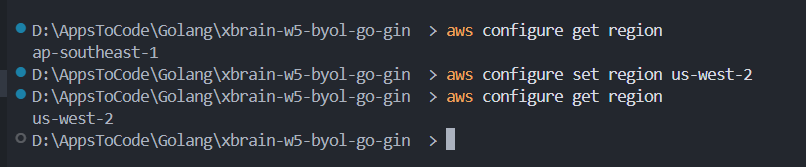 D:\AppsToCode\Golang\xbrain-w5-byol-go-gin > aws configure get region
ap-southeast-1
D:\AppsToCode\Golang\xbrain-w5-byol-go-gin > aws configure set region us-west-2
D:\AppsToCode\Golang\xbrain-w5-byol-go-gin > aws configure get region
us-west-2
D:\AppsToCode\Golang\xbrain-w5-byol-go-gin >